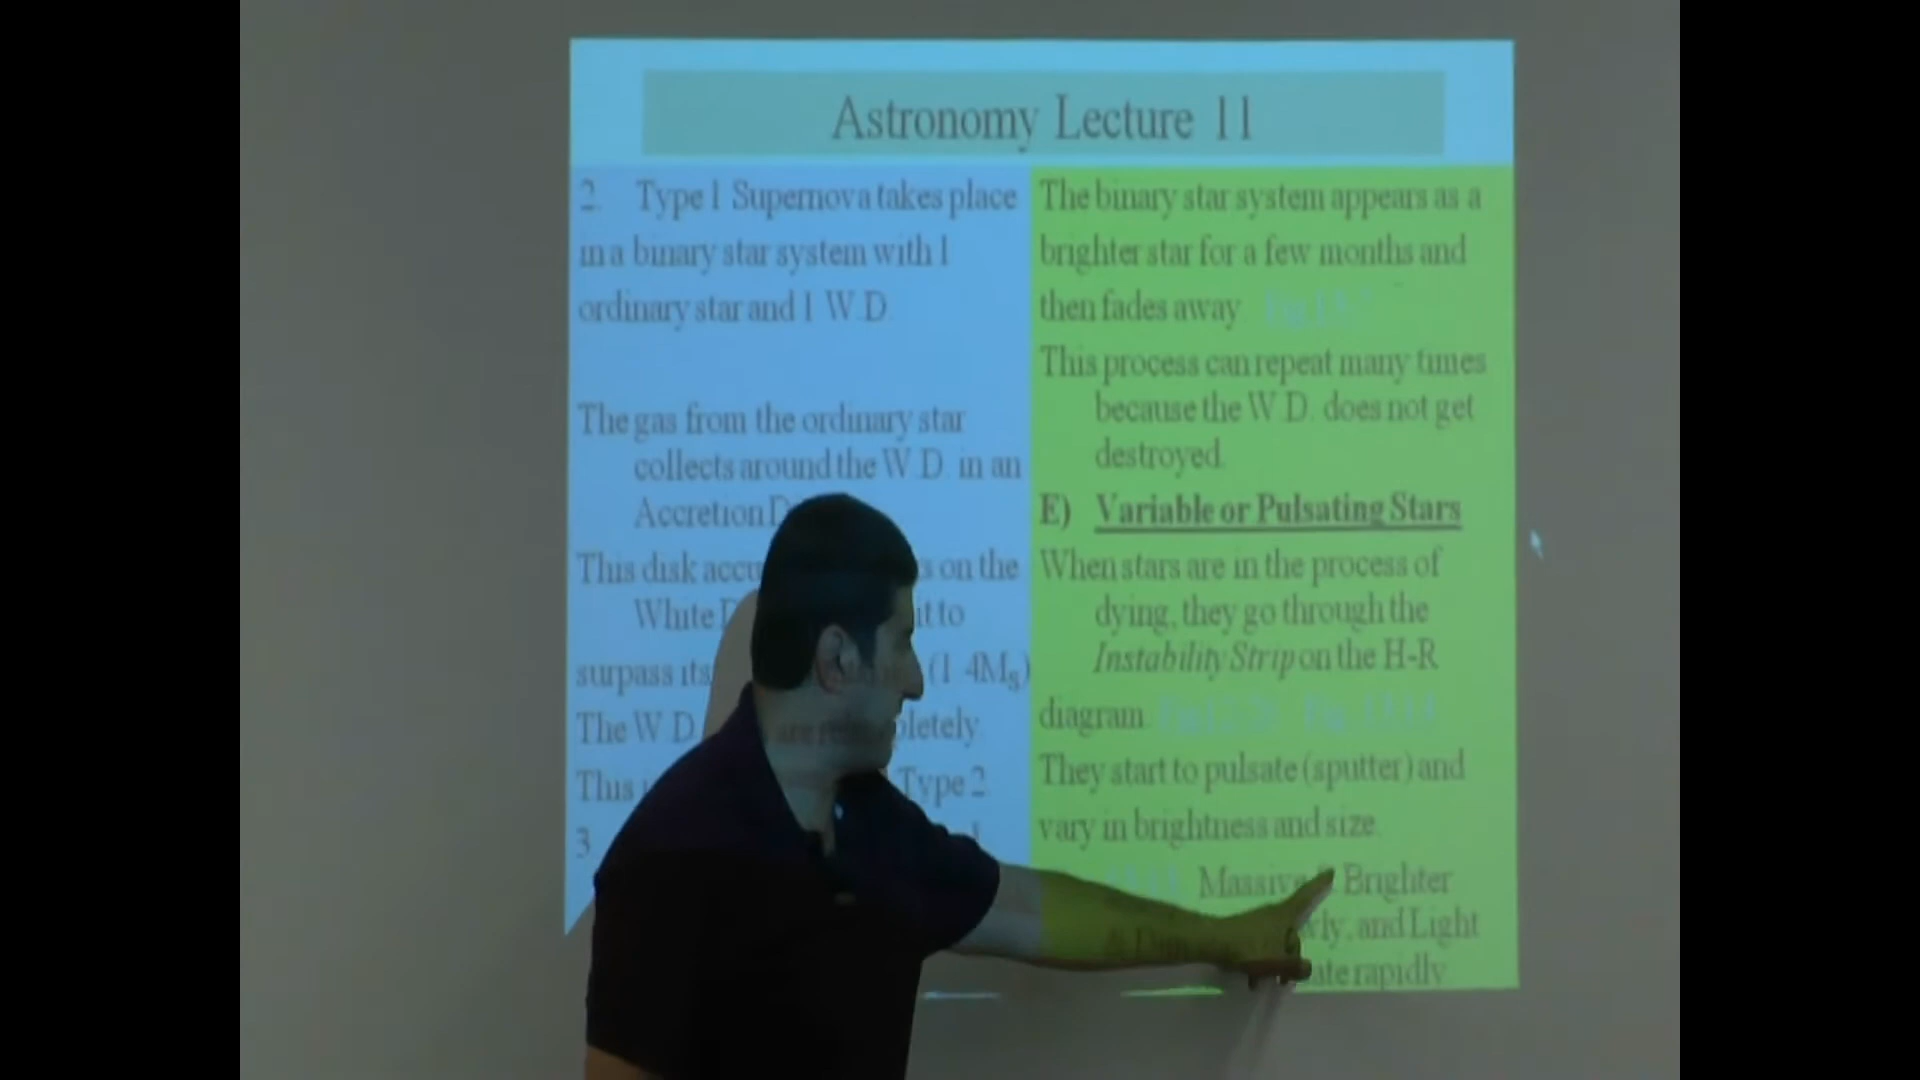 Astronomy Lecture 11
2. Type 1 Supernova takes place
in a binary star system with 1
ordinary star and 1 W.D.
The gas from the ordinary star
collects around the W.D. in an
Accretion D
This disk accu s on the
White D it to
surpass its (1.4M_S)
The W.D. pletely.
This Type 2
3.
The binary star system appears as a
brighter star for a few months and
then fades away.
This process can repeat many times
because the W.D. does not get
destroyed.
E) Variable or Pulsating Stars
When stars are in the process of
dying, they go through the
Instability Strip on the H-R
diagram.
They start to pulsate (sputter) and
vary in brightness and size.
Massive & Brighter
wly, and Light
& Dim ate rapidly